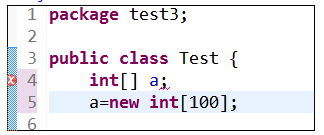 1 package test3;
2
3 public class Test {
4 int[] a;
5 a=new int[100];
6